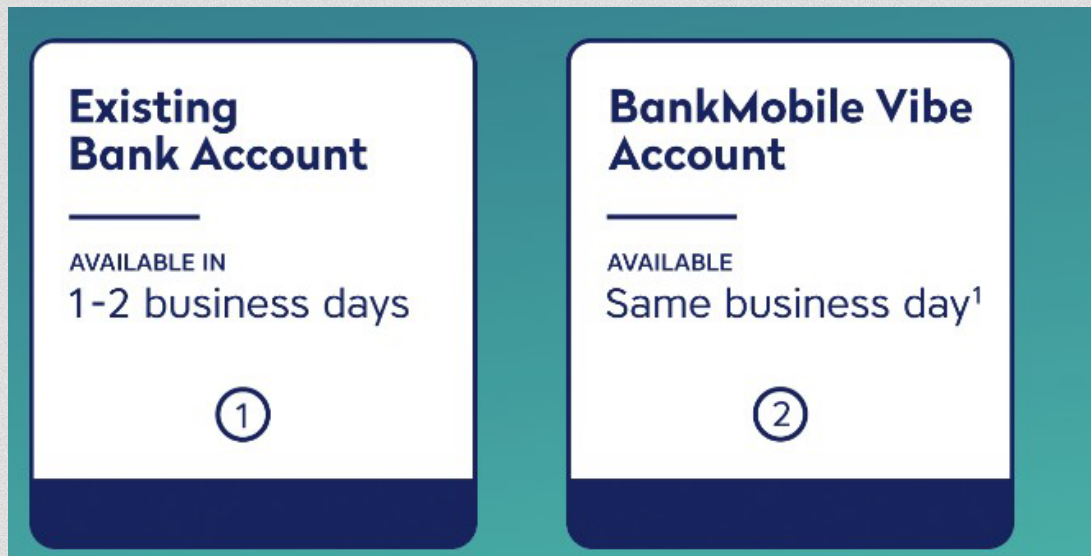 Existing
Bank Account
AVAILABLE IN
1-2 business days
1
BankMobile Vibe
Account
AVAILABLE
Same business day¹
2